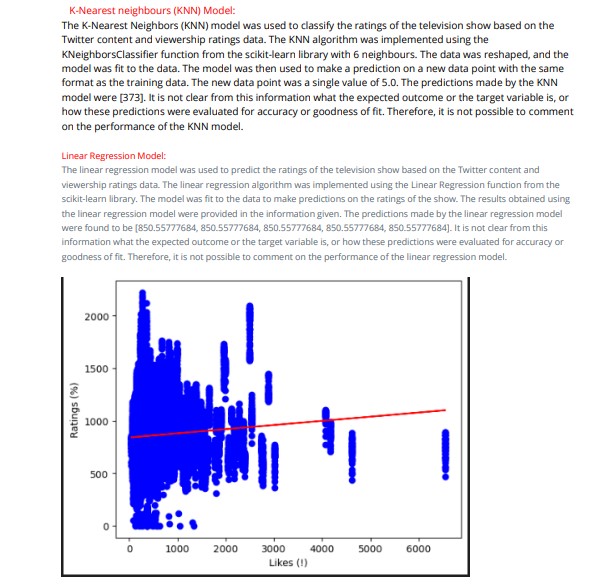 K-Nearest neighbours (KNN) Model:
The K-Nearest Neighbors (KNN) model was used to classify the ratings of the television show based on the
Twitter content and viewership ratings data. The KNN algorithm was implemented using the
KNeighborsClassifier function from the scikit-learn library with 6 neighbours. The data was reshaped, and the
model was fit to the data. The model was then used to make a prediction on a new data point with the same
format as the training data. The new data point was a single value of 5.0. The predictions made by the KNN
model were [373]. It is not clear from this information what the expected outcome or the target variable is, or
how these predictions were evaluated for accuracy or goodness of fit. Therefore, it is not possible to comment
on the performance of the KNN model.
Linear Regression Model:
The linear regression model was used to predict the ratings of the television show based on the Twitter content and
viewership ratings data. The linear regression algorithm was implemented using the Linear Regression function from the
scikit-learn library. The model was fit to the data to make predictions on the ratings of the show. The results obtained using
the linear regression model were provided in the information given. The predictions made by the linear regression model
were found to be [850.55777684, 850.55777684, 850.55777684, 850.55777684, 850.55777684]. It is not clear from this
information what the expected outcome or the target variable is, or how these predictions were evaluated for accuracy or
goodness of fit. Therefore, it is not possible to comment on the performance of the linear regression model.
2000
1500
1000
500
0
Ratings (%)
0 1000 2000 3000 4000 5000 6000
Likes (!)